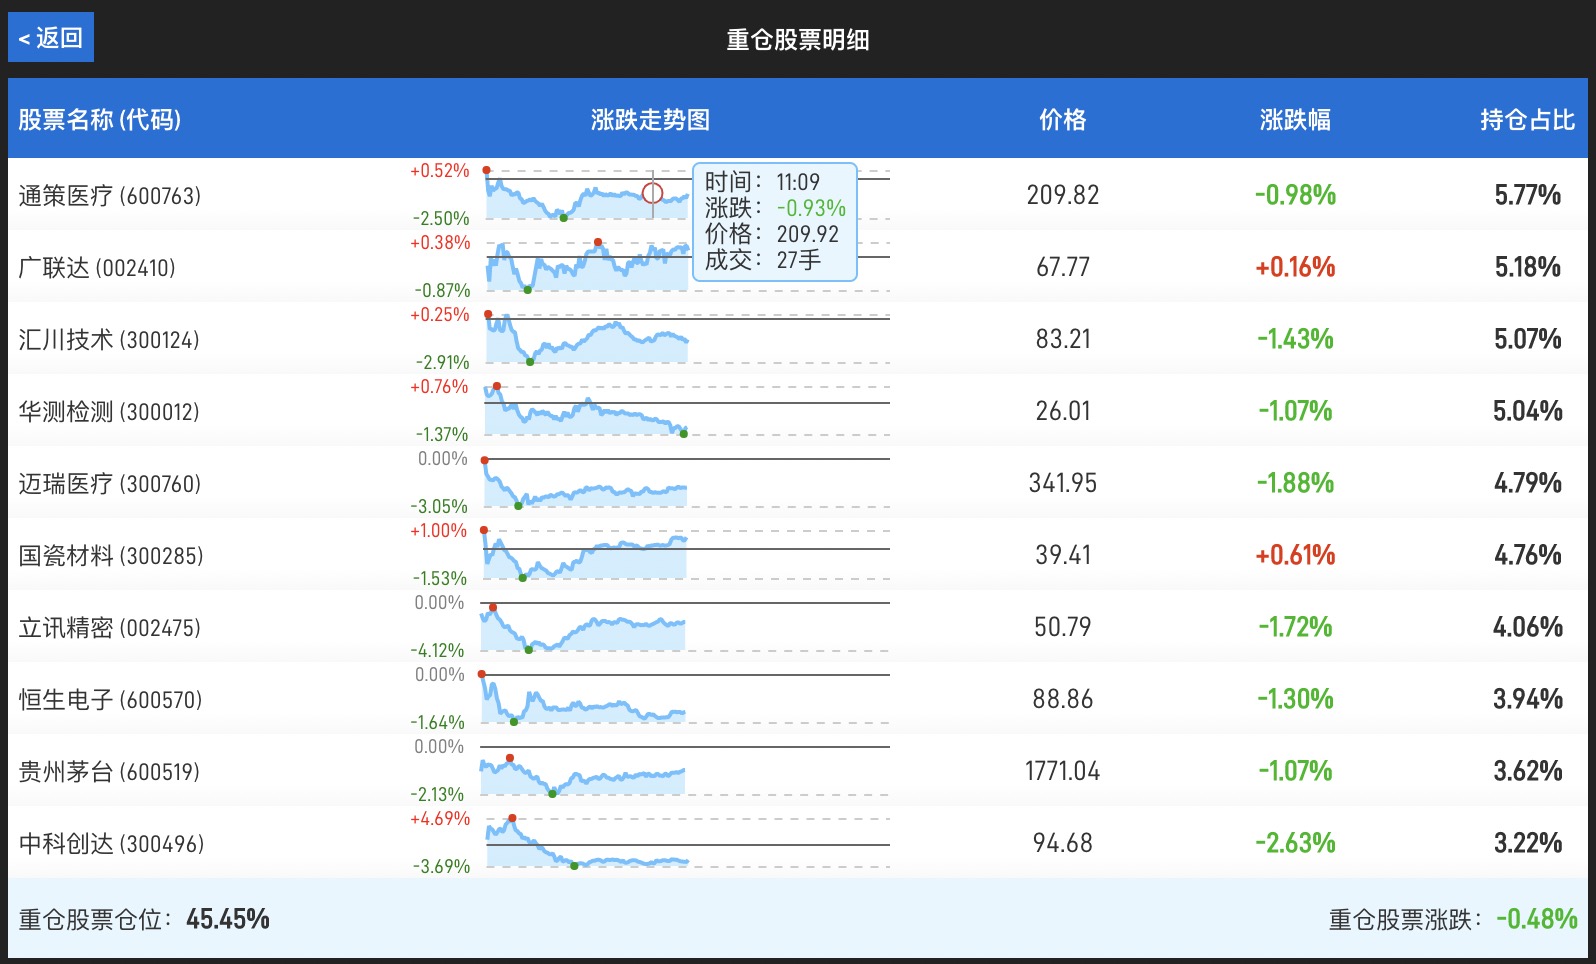 < 返回
重仓股票明细
股票名称 (代码) 涨跌走势图 价格 涨跌幅 持仓占比
+0.52%
通策医疗 (600763) 209.82 -0.98% 5.77%
-2.50%
时间： 11:09
涨跌： -0.93%
价格： 209.92
成交： 27手
+0.38%
广联达 (002410) 67.77 +0.16% 5.18%
-0.87%
+0.25%
汇川技术 (300124) 83.21 -1.43% 5.07%
-2.91%
+0.76%
华测检测 (300012) 26.01 -1.07% 5.04%
-1.37%
0.00%
迈瑞医疗 (300760) 341.95 -1.88% 4.79%
-3.05%
+1.00%
国瓷材料 (300285) 39.41 +0.61% 4.76%
-1.53%
0.00%
立讯精密 (002475) 50.79 -1.72% 4.06%
-4.12%
0.00%
恒生电子 (600570) 88.86 -1.30% 3.94%
-1.64%
0.00%
贵州茅台 (600519) 1771.04 -1.07% 3.62%
-2.13%
+4.69%
中科创达 (300496) 94.68 -2.63% 3.22%
-3.69%
重仓股票仓位： 45.45% 重仓股票涨跌： -0.48%